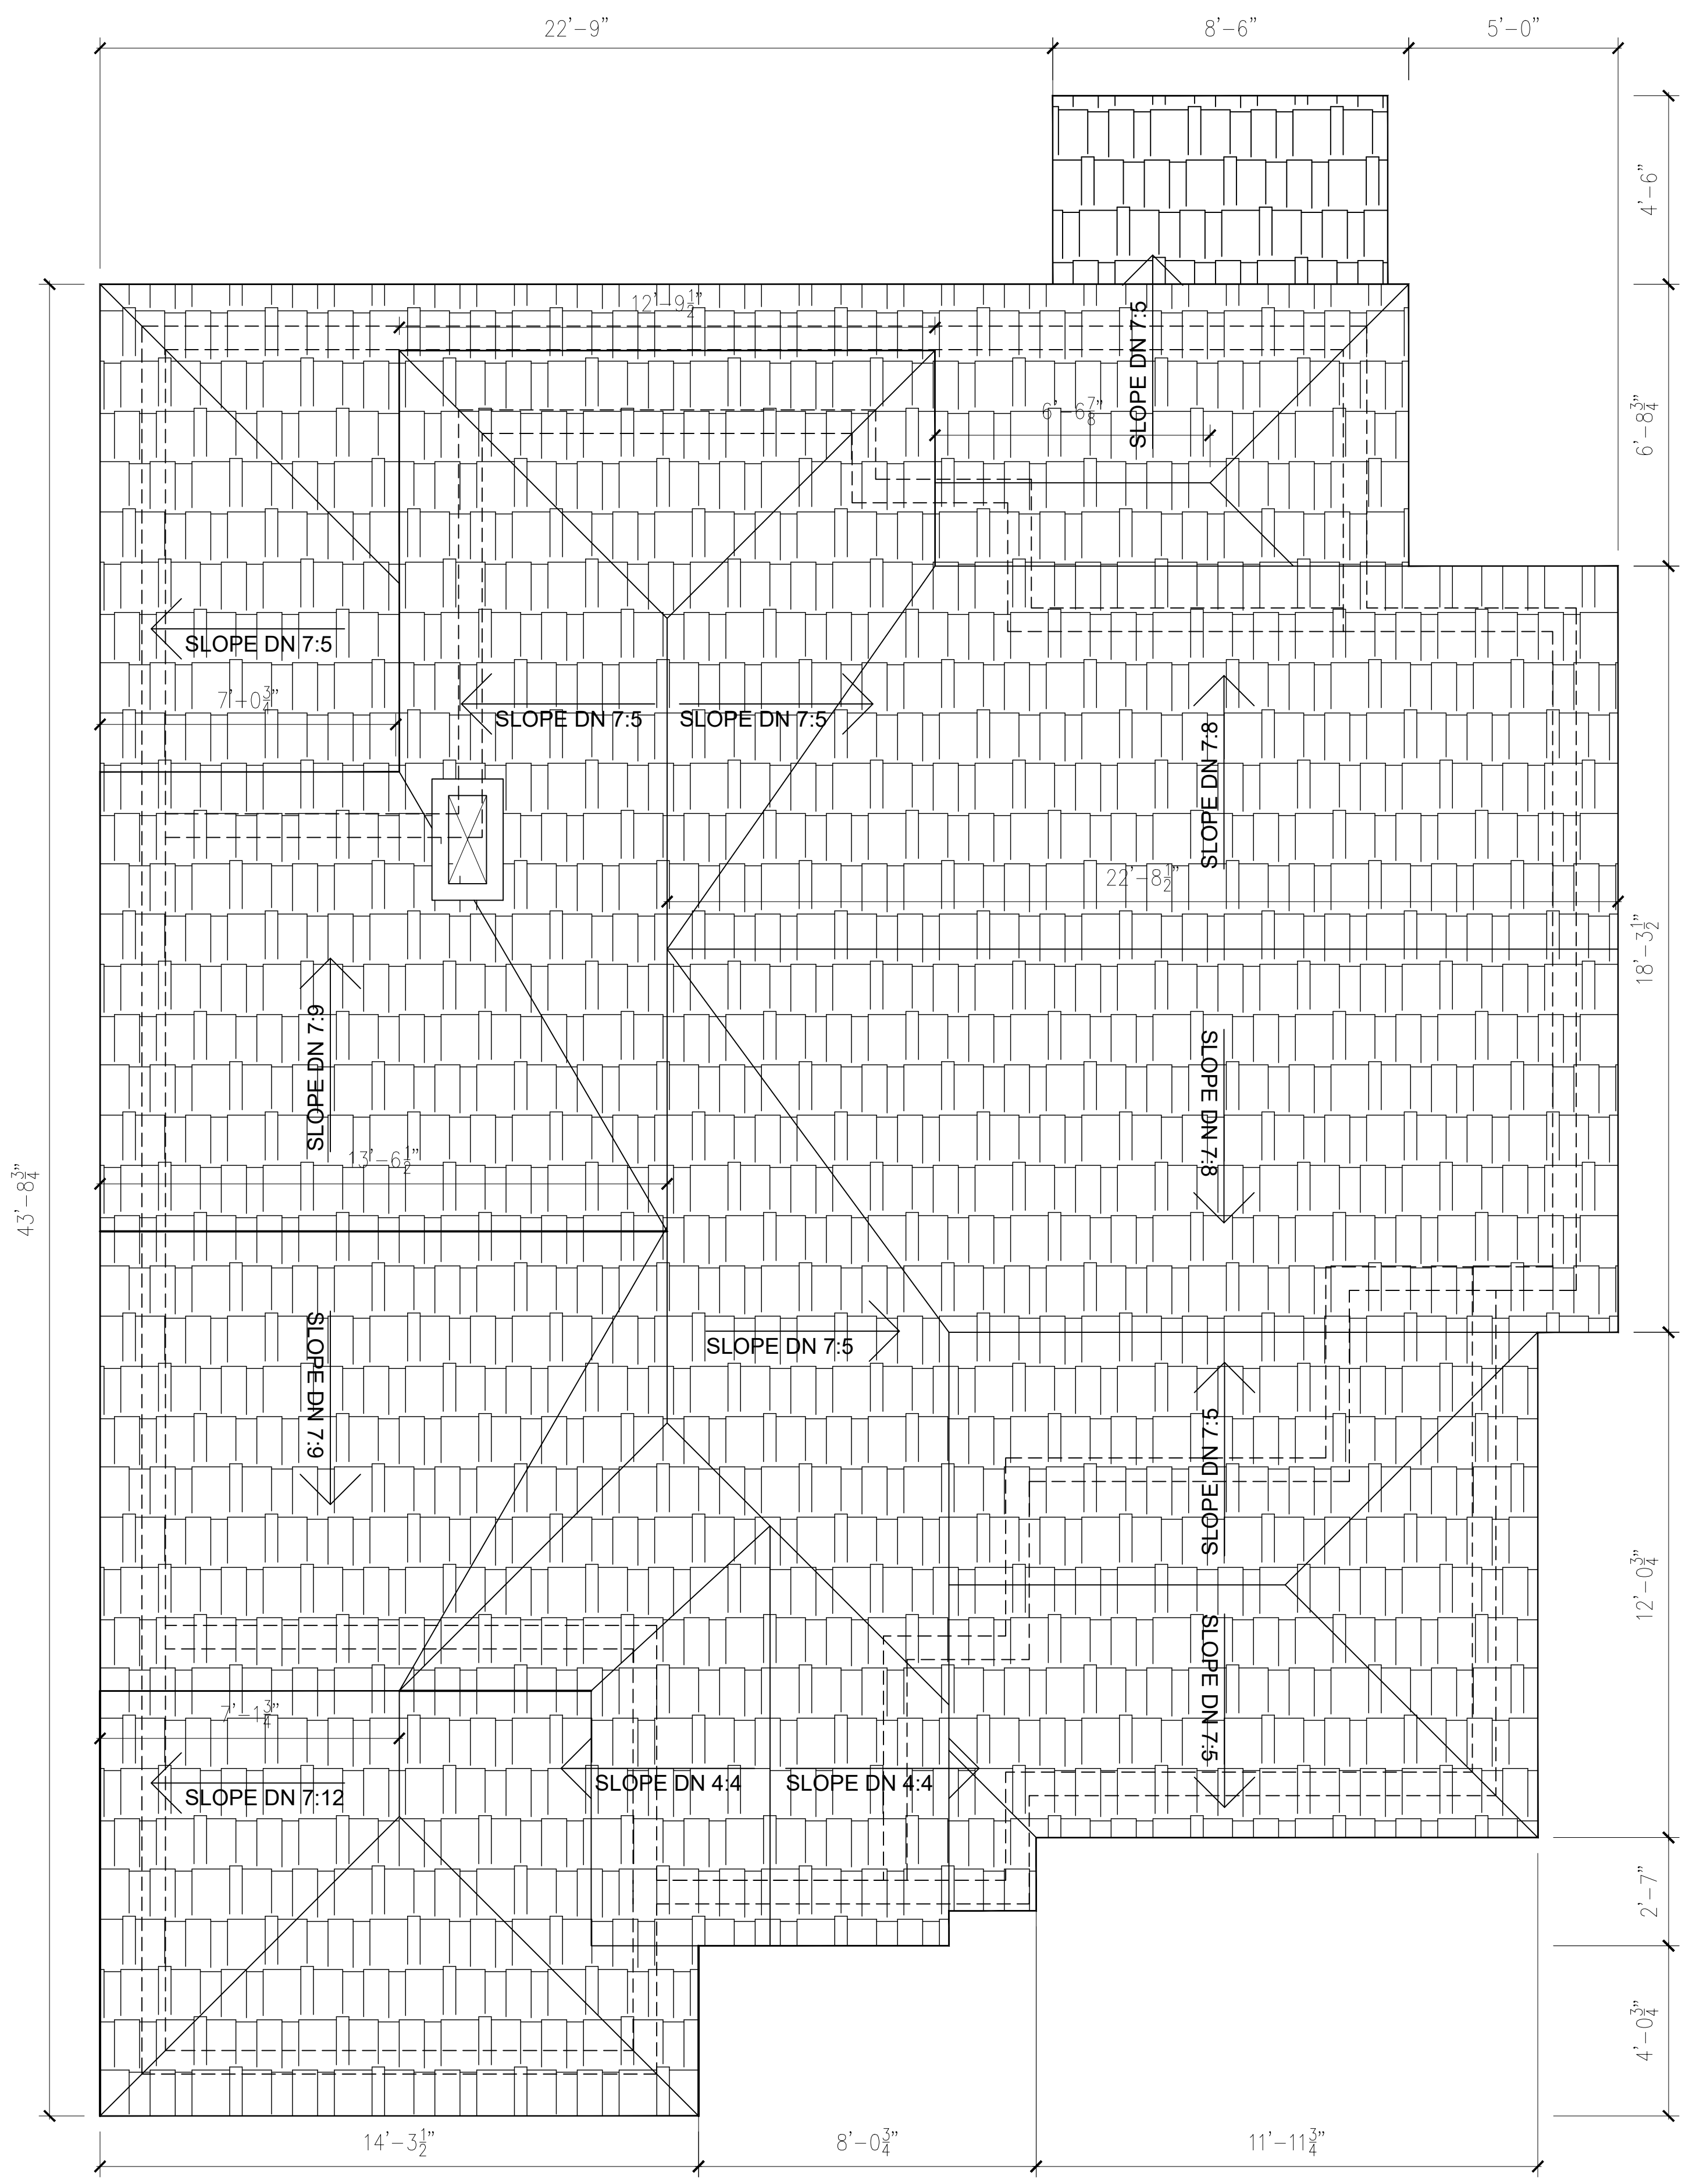 22'-9" 8'-6" 5'-0"
4'-6"
12'-9½"
SLOPE DN 7:5
6'-8¾"
6'-6⅞"
SLOPE DN 7:5
7'-0¾"
SLOPE DN 7:5 SLOPE DN 7:5
SLOPE DN 7:8
22'-8½"
18'-3½"
SLOPE DN 7:9
SLOPE DN 7:8
13'-6½"
43'-8¾"
SLOPE DN 7:5
SLOPE DN 7:9
SLOPE DN 7:5
12'-0¾"
SLOPE DN 7:5
7'-1¾"
SLOPE DN 4:4 SLOPE DN 4:4
SLOPE DN 7:12
2'-7"
4'-0¾"
14'-3½" 8'-0¾" 11'-11¾"